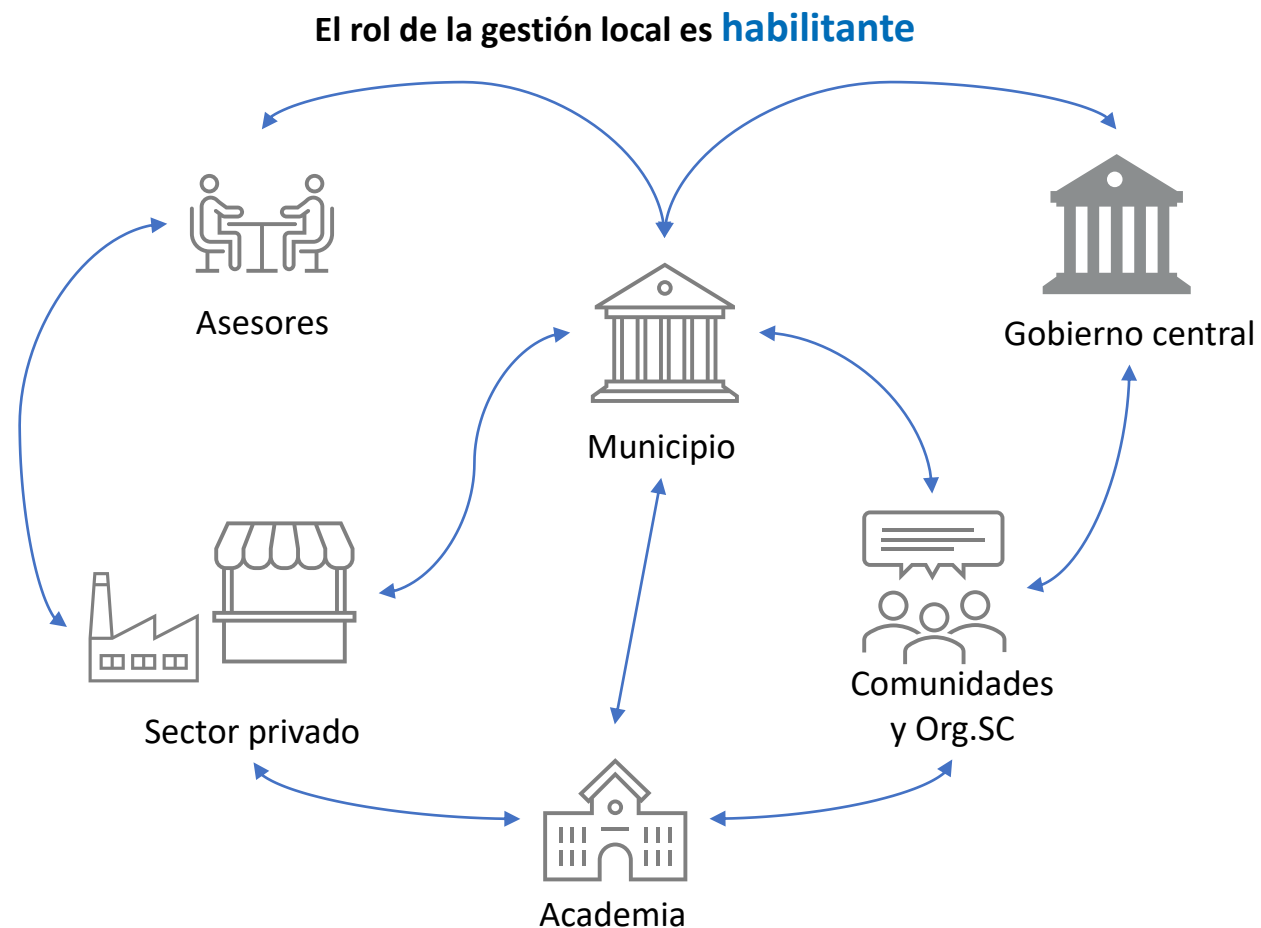 El rol de la gestión local es habilitante
Asesores
Gobierno central
Municipio
Sector privado
Comunidades
y Org.SC
Academia